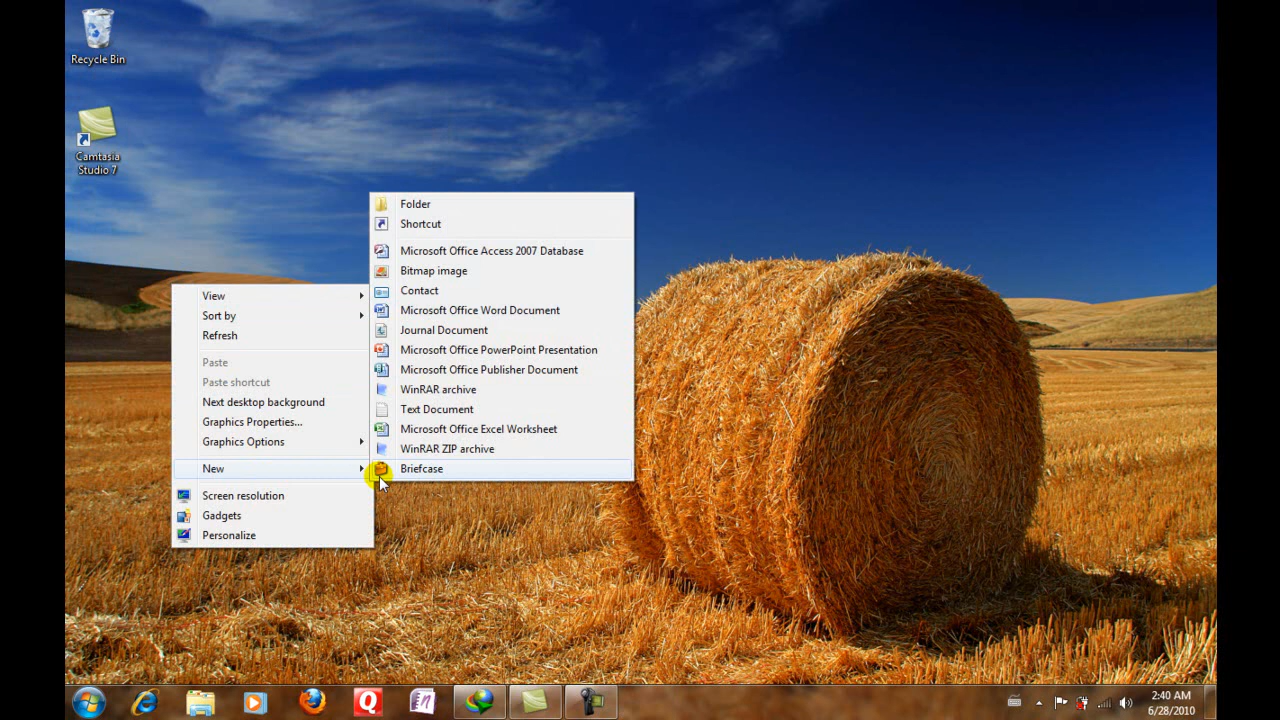 Recycle Bin
Camtasia
Studio 7
Folder
Shortcut
Microsoft Office Access 2007 Database
Bitmap image
Contact
Microsoft Office Word Document
Journal Document
Microsoft Office PowerPoint Presentation
Microsoft Office Publisher Document
WinRAR archive
Text Document
Microsoft Office Excel Worksheet
WinRAR ZIP archive
Briefcase
View
Sort by
Refresh
Paste
Paste shortcut
Next desktop background
Graphics Properties...
Graphics Options
New
Screen resolution
Gadgets
Personalize
Q
2:40 AM
6/28/2010